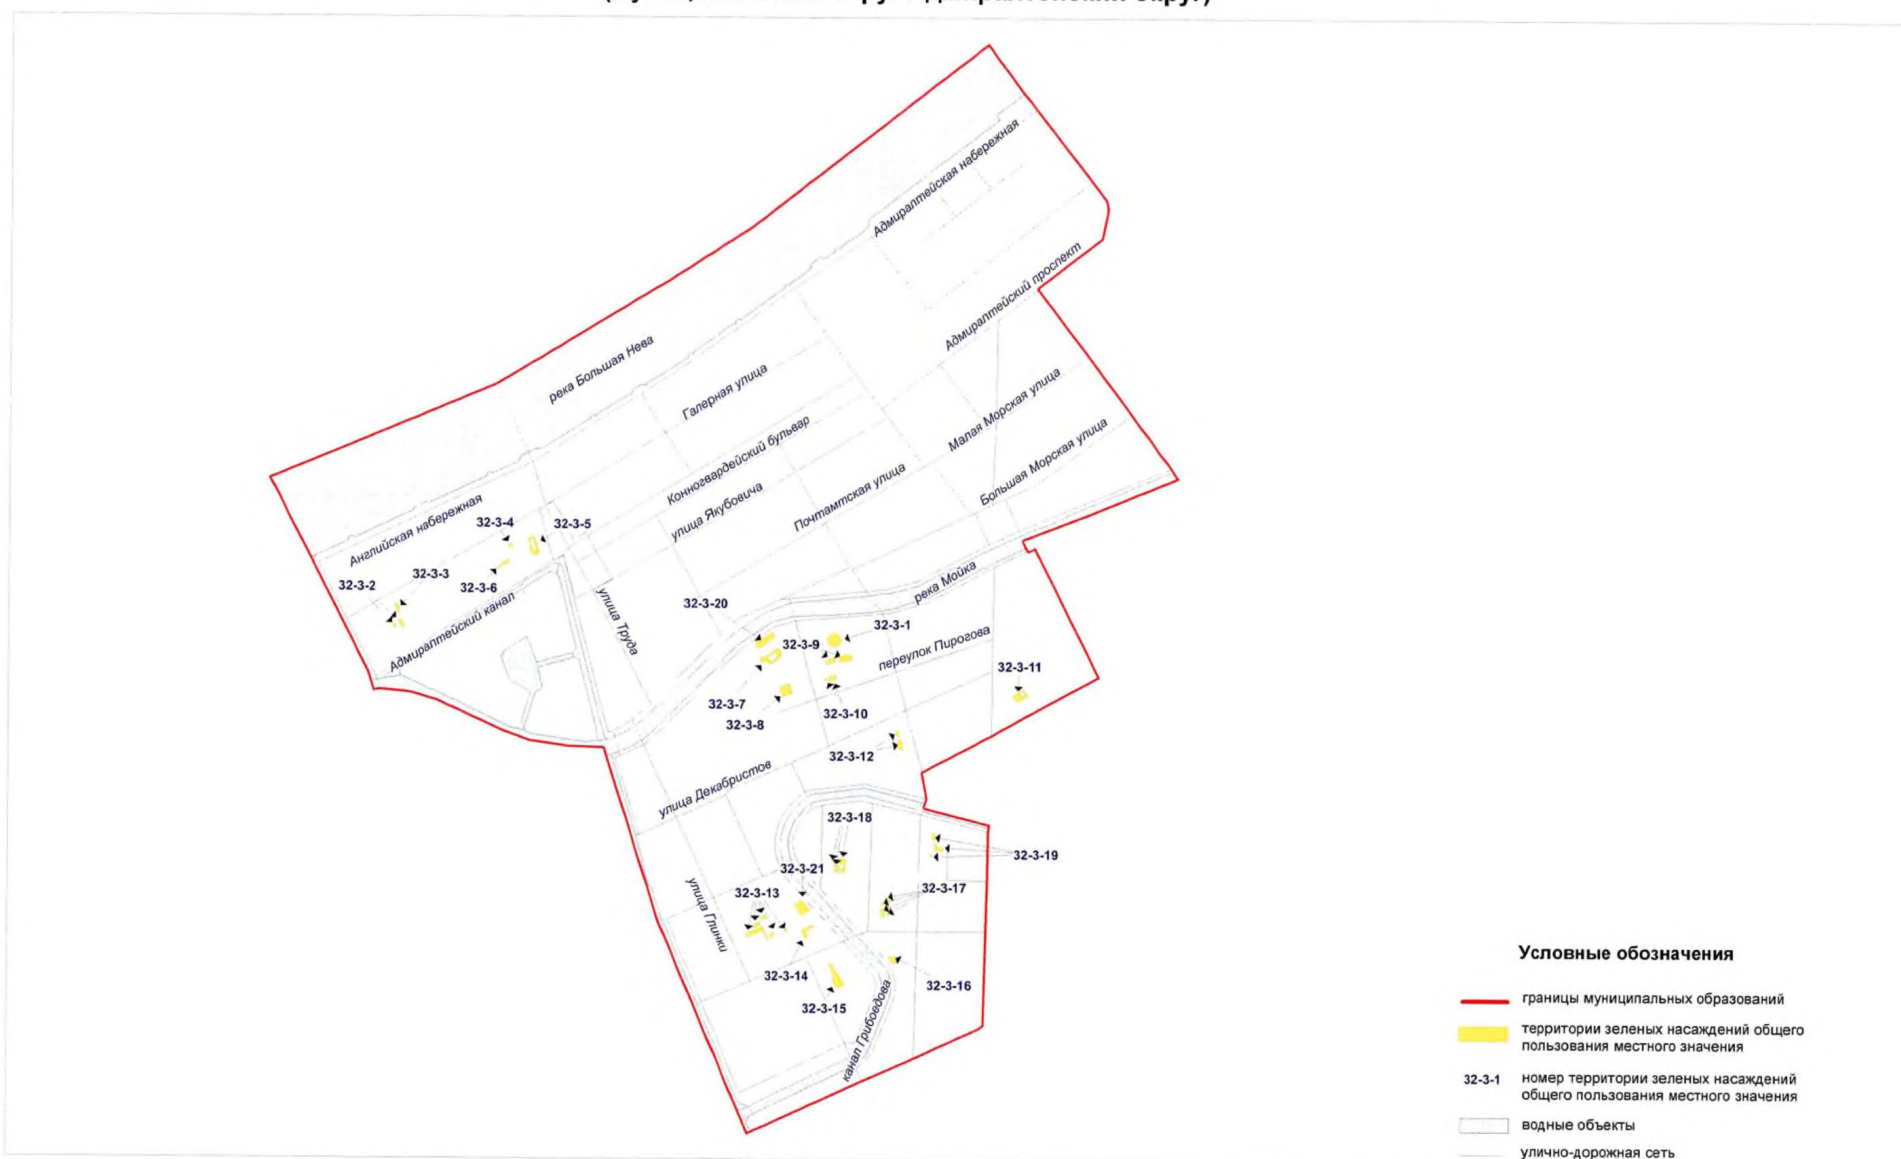 Адмиралтейская набережная
Адмиралтейский проспект
река Большая Нева
Галерная улица
Малая Морская улица
Конногвардейский бульвар
Большая Морская улица
улица Якубовича
Почтамтская улица
Английская набережная
32-3-4
32-3-5
32-3-3
32-3-2
32-3-6
Адмиралтейский канал
улица Труда
река Мойка
32-3-20
32-3-1
32-3-9
переулок Пирогова
32-3-11
32-3-7
32-3-8
32-3-10
32-3-12
улица Декабристов
32-3-18
32-3-19
32-3-21
32-3-17
32-3-13
улица Глинки
32-3-14
32-3-16
32-3-15
канал Грибоедова
Условные обозначения
границы муниципальных образований
территории зеленых насаждений общего
пользования местного значения
32-3-1 номер территории зеленых насаждений
общего пользования местного значения
водные объекты
улично-дорожная сеть